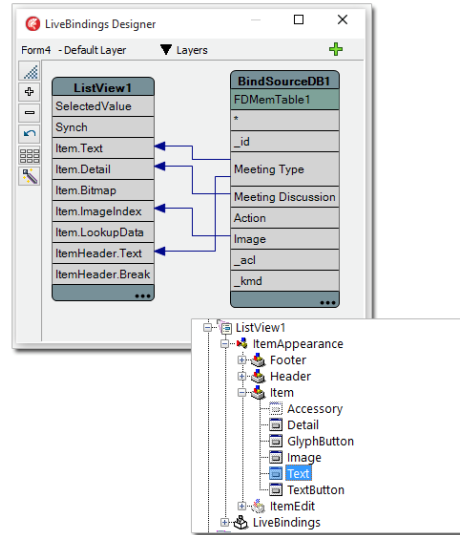 LiveBindings Designer
Form4 - Default Layer Layers
ListView1
SelectedValue
Synch
Item.Text
Item.Detail
Item.Bitmap
Item.ImageIndex
Item.LookupData
ItemHeader.Text
ItemHeader.Break
BindSourceDB1
FDMemTable1
*
_id
Meeting Type
Meeting Discussion
Action
Image
_acl
_kmd
ListView1
ItemAppearance
Footer
Header
Item
Accessory
Detail
GlyphButton
Image
Text
TextButton
ItemEdit
LiveBindings